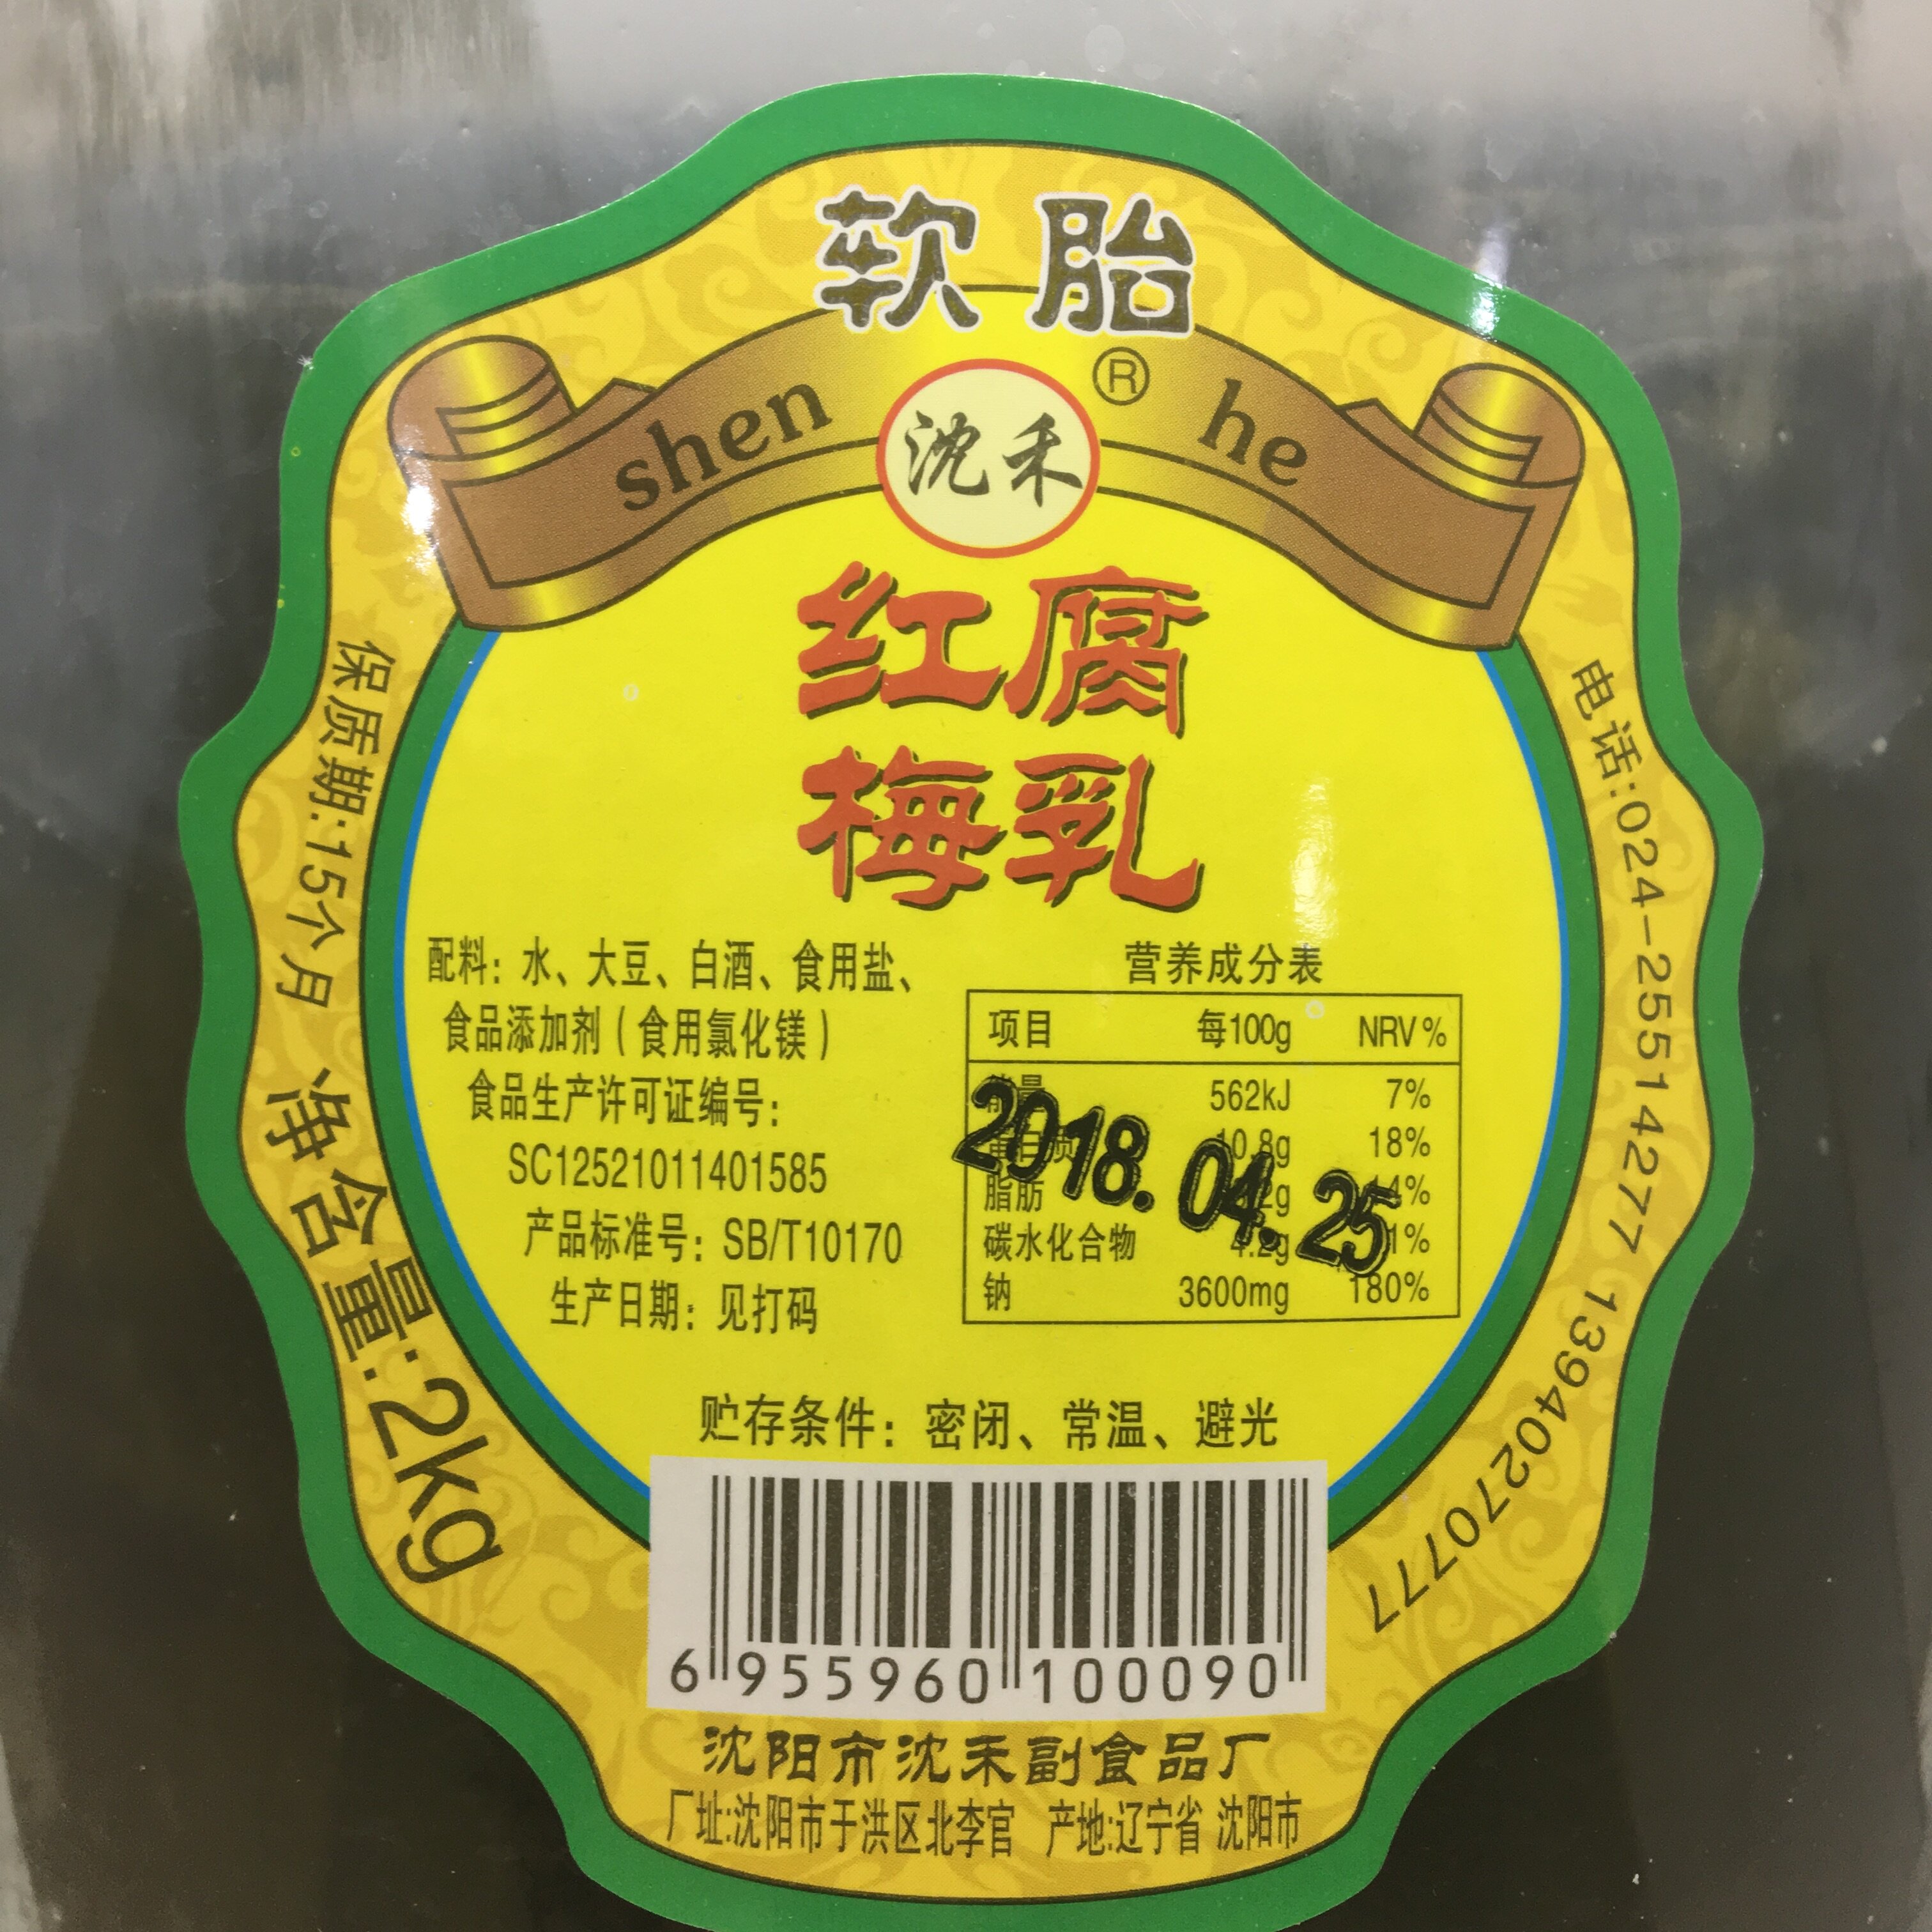 软胎
shen 沈禾 ® he
红腐
梅乳
保质期:15个月 净含量:2kg
电话:024-25514277 13940270777
配料：水、大豆、白酒、食用盐、
食品添加剂（食用氯化镁）
食品生产许可证编号：
SC12521011401585
产品标准号：SB/T10170
生产日期：见打码
营养成分表
项目 每100g NRV%
562kJ 7%
18%
脂肪
碳水化合物
钠 3600mg 180%
2018.04.25
贮存条件：密闭、常温、避光
6 955960 100090
沈阳市沈禾副食品厂
厂址:沈阳市于洪区北李官 产地:辽宁省 沈阳市